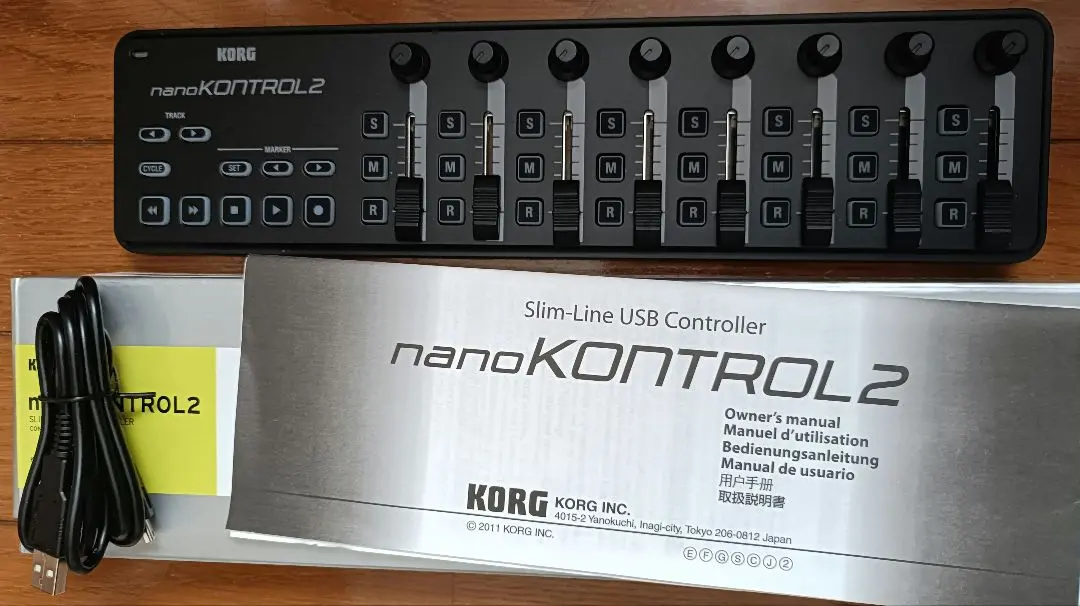 KORG
nanoKONTROL2
TRACK
MARKER
CYCLE
SET
S S S S S S S S
M M M M M M M M
R R R R R R R R
Slim-Line USB Controller
nanoKONTROL2
Owner's manual
Manuel d'utilisation
Bedienungsanleitung
Manual de usuario
用户手册
取扱説明書
KORG KORG INC.
4015-2 Yanokuchi, Inagi-city, Tokyo 206-0812 Japan
© 2011 KORG INC.
Ⓔ Ⓕ Ⓖ Ⓢ Ⓒ Ⓙ ②
NTROL2